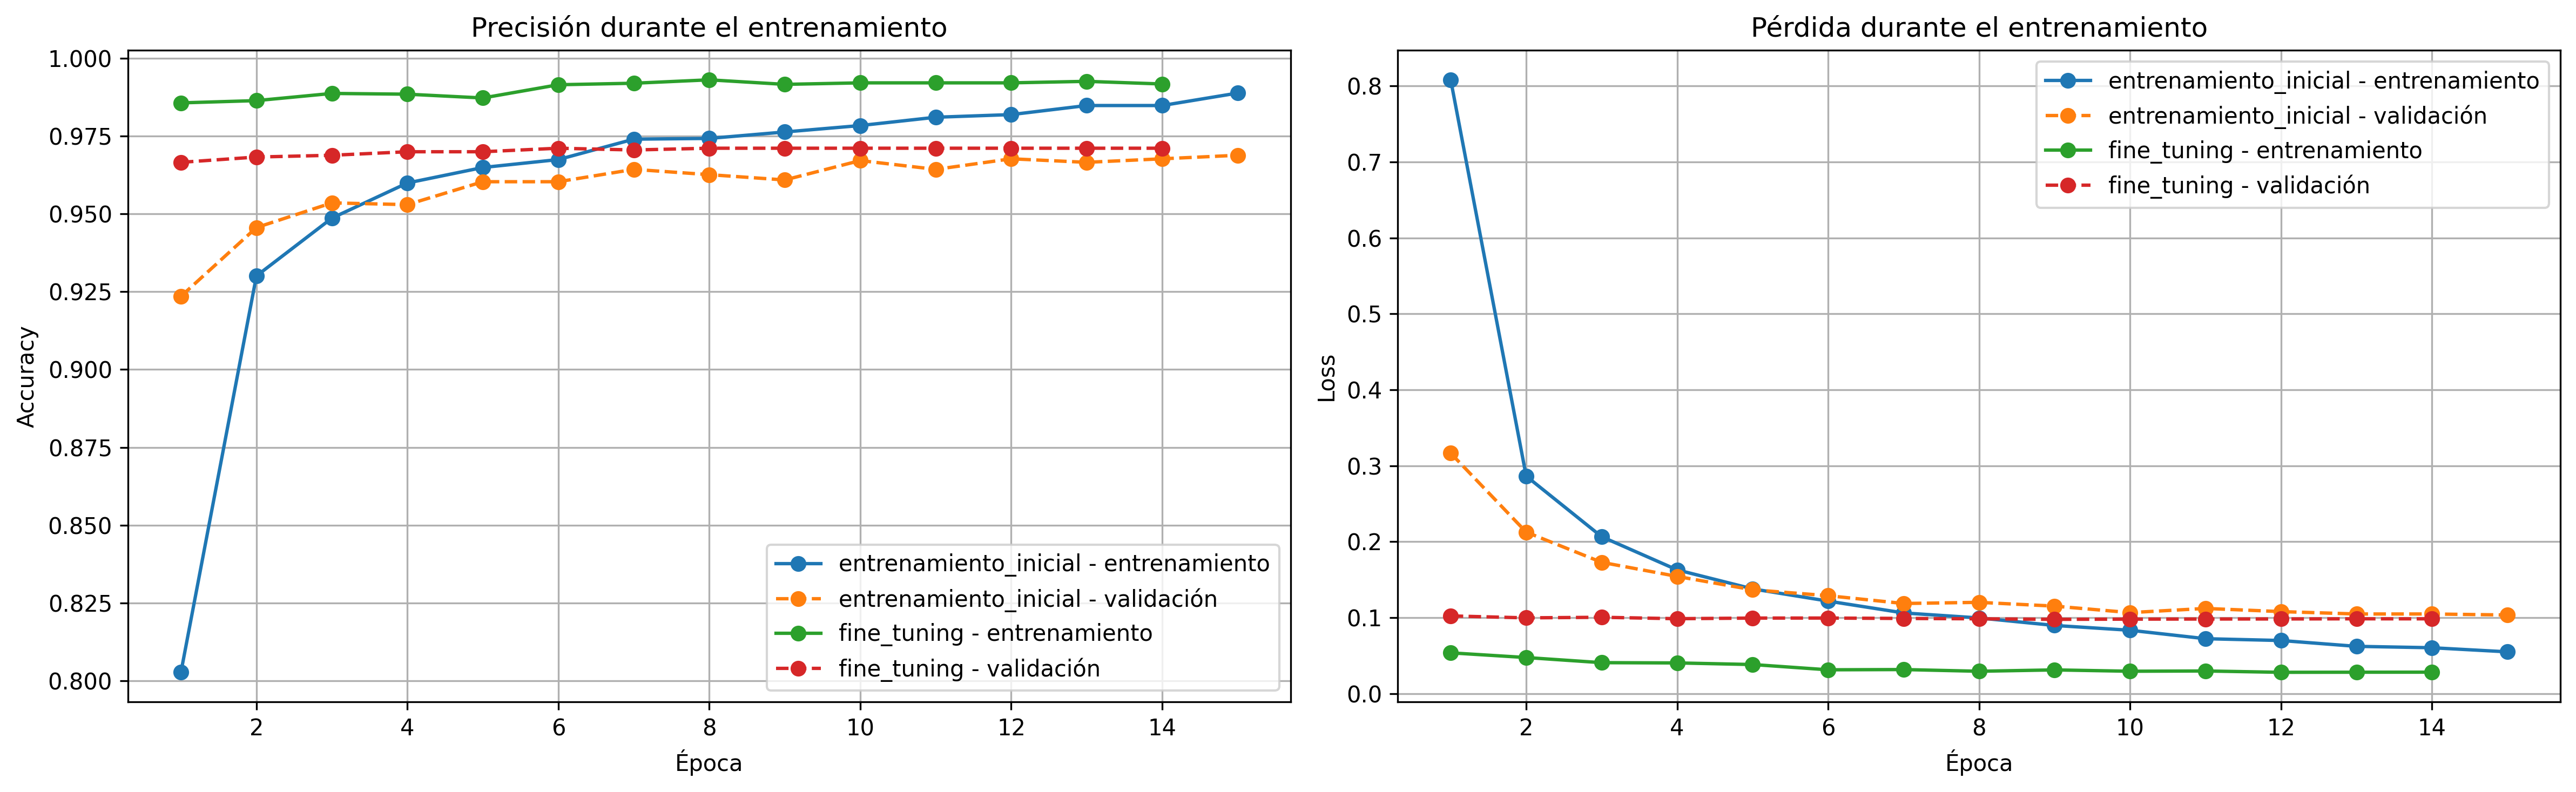 Precisión durante el entrenamiento
Accuracy
1.000
0.975
0.950
0.925
0.900
0.875
0.850
0.825
0.800
2 4 6 8 10 12 14
Época
entrenamiento_inicial - entrenamiento
entrenamiento_inicial - validación
fine_tuning - entrenamiento
fine_tuning - validación
Pérdida durante el entrenamiento
Loss
0.8
0.7
0.6
0.5
0.4
0.3
0.2
0.1
0.0
2 4 6 8 10 12 14
Época
entrenamiento_inicial - entrenamiento
entrenamiento_inicial - validación
fine_tuning - entrenamiento
fine_tuning - validación